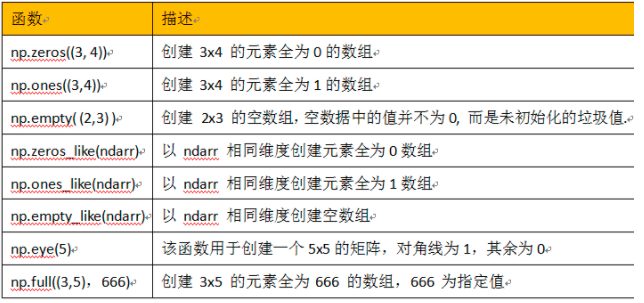 函数 描述
np.zeros((3, 4)) 创建 3x4 的元素全为 0 的数组
np.ones((3,4)) 创建 3x4 的元素全为 1 的数组
np.empty( (2,3) ) 创建 2x3 的空数组，空数据中的值并不为 0, 而是未初始化的垃圾值.
np.zeros_like(ndarr) 以 ndarr 相同维度创建元素全为 0 数组
np.ones_like(ndarr) 以 ndarr 相同维度创建元素全为 1 数组
np.empty_like(ndarr) 以 ndarr 相同维度创建空数组
np.eye(5) 该函数用于创建一个 5x5 的矩阵，对角线为 1，其余为 0
np.full((3,5)，666) 创建 3x5 的元素全为 666 的数组，666 为指定值